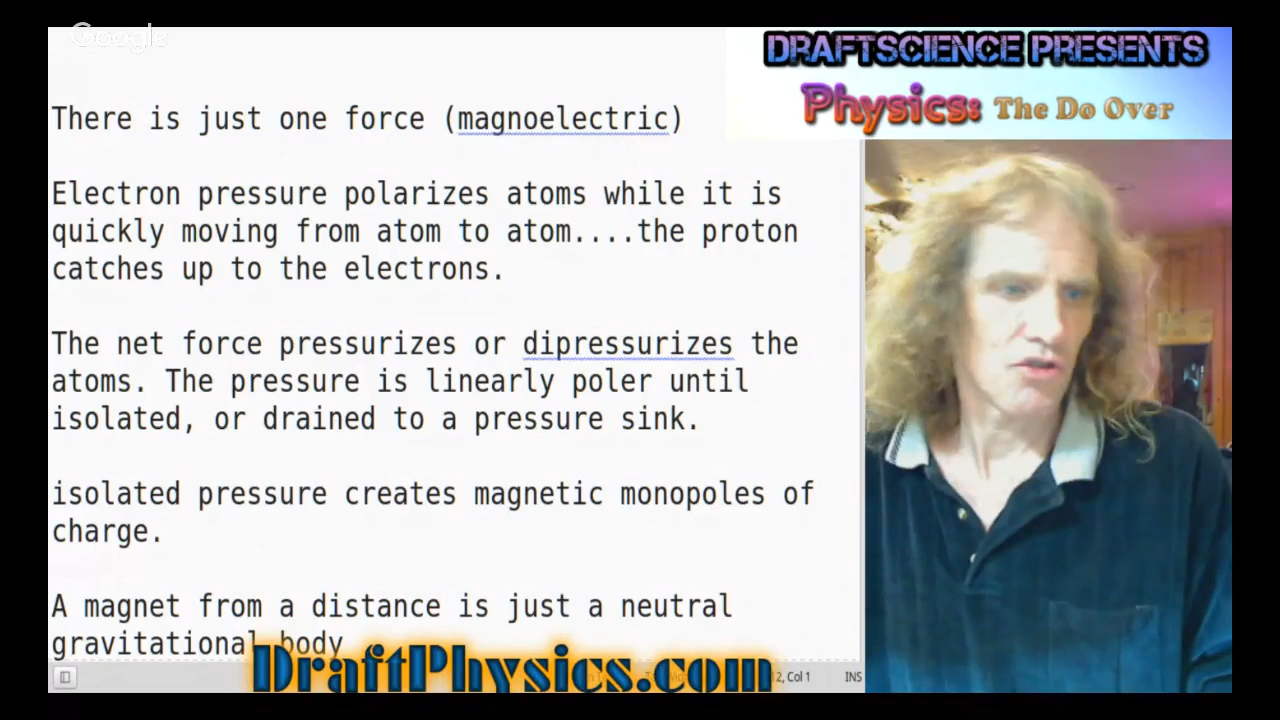 Google
DRAFTSCIENCE PRESENTS
Physics: The Do Over
There is just one force (magnoelectric)
Electron pressure polarizes atoms while it is
quickly moving from atom to atom....the proton
catches up to the electrons.
The net force pressurizes or dipressurizes the
atoms. The pressure is linearly poler until
isolated, or drained to a pressure sink.
isolated pressure creates magnetic monopoles of
charge.
A magnet from a distance is just a neutral
gravitational body
DraftPhysics.com
2, Col 1
INS